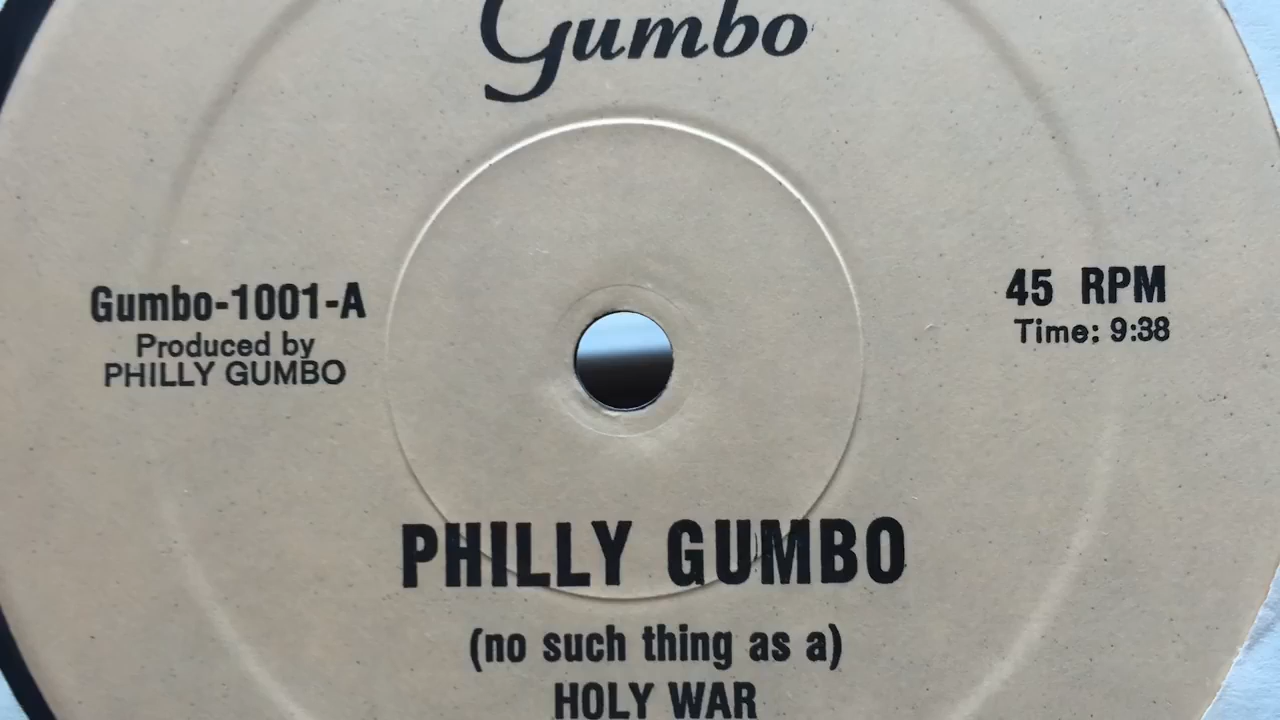 Gumbo
Gumbo-1001-A
Produced by
PHILLY GUMBO
45 RPM
Time: 9:38
PHILLY GUMBO
(no such thing as a)
HOLY WAR